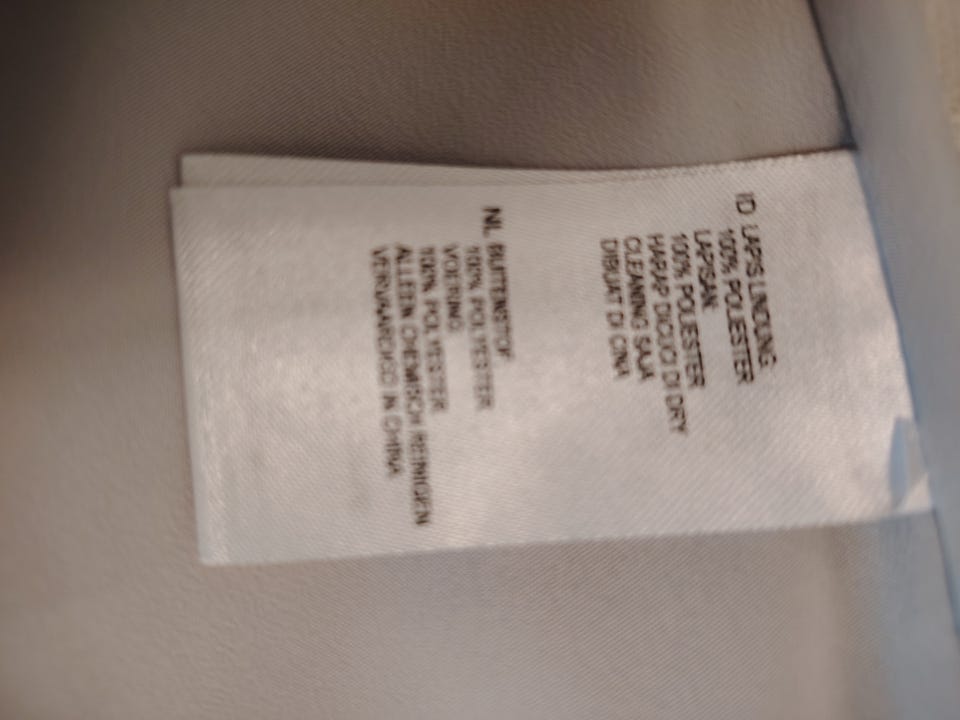 ID LAPIS LINDUNG:
100% POLIESTER
LAPISAN:
100% POLIESTER
HARAP DICUCI DI DRY
CLEANING SAJA
DIBUAT DI CINA
NL BUITENSTOF
100% POLYESTER
VOERING:
100% POLYESTER
ALLEEN CHEMISCH REINIGEN
VERVAARDIGD IN CHINA